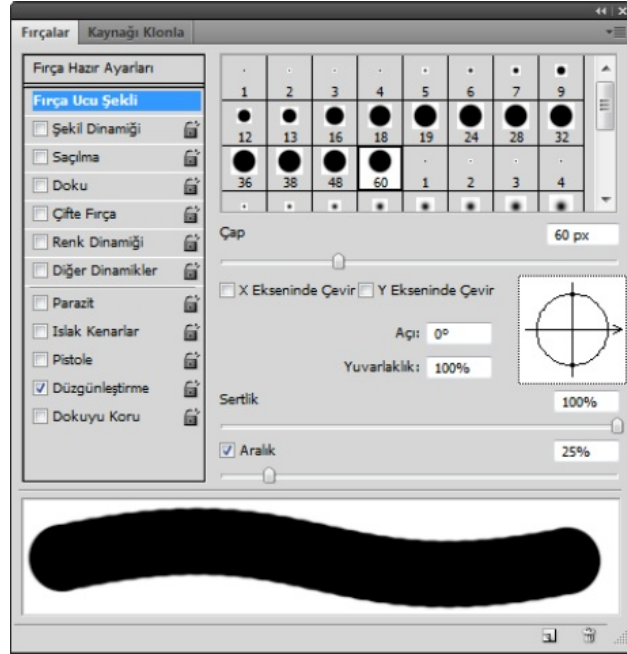 Fırçalar Kaynağı Klonla
Fırça Hazır Ayarları
Fırça Ucu Şekli
Şekil Dinamiği
Saçılma
Doku
Çifte Fırça
Renk Dinamiği
Diğer Dinamikler
Parazit
Islak Kenarlar
Pistole
Düzgünleştirme
Dokuyu Koru
1 2 3 4 5 6 7 9
12 13 16 18 19 24 28 32
36 38 48 60 1 2 3 4
Çap 60 px
X Ekseninde Çevir Y Ekseninde Çevir
Açı: 0°
Yuvarlaklık: 100%
Sertlik 100%
Aralık 25%